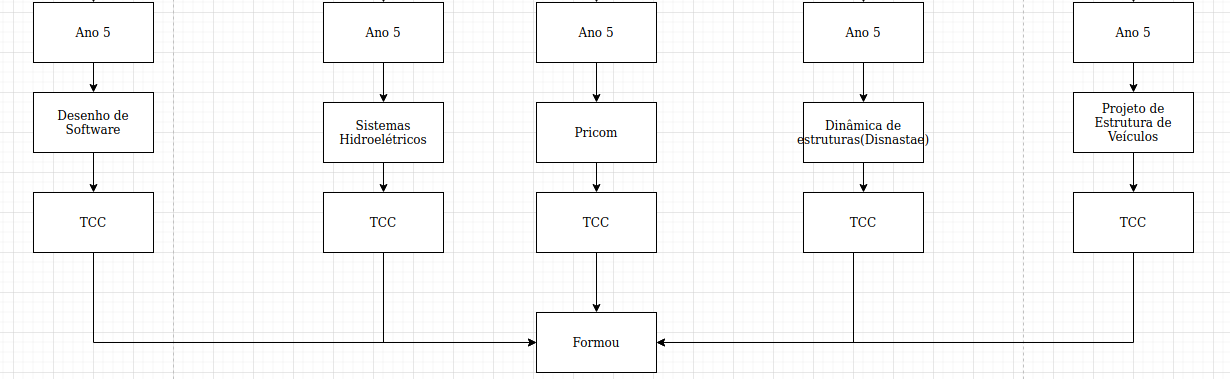 Ano 5
Ano 5
Ano 5
Ano 5
Ano 5
Desenho de
Software
Sistemas
Hidroelétricos
Pricom
Dinâmica de
estruturas(Disnastae)
Projeto de
Estrutura de
Veículos
TCC
TCC
TCC
TCC
TCC
Formou